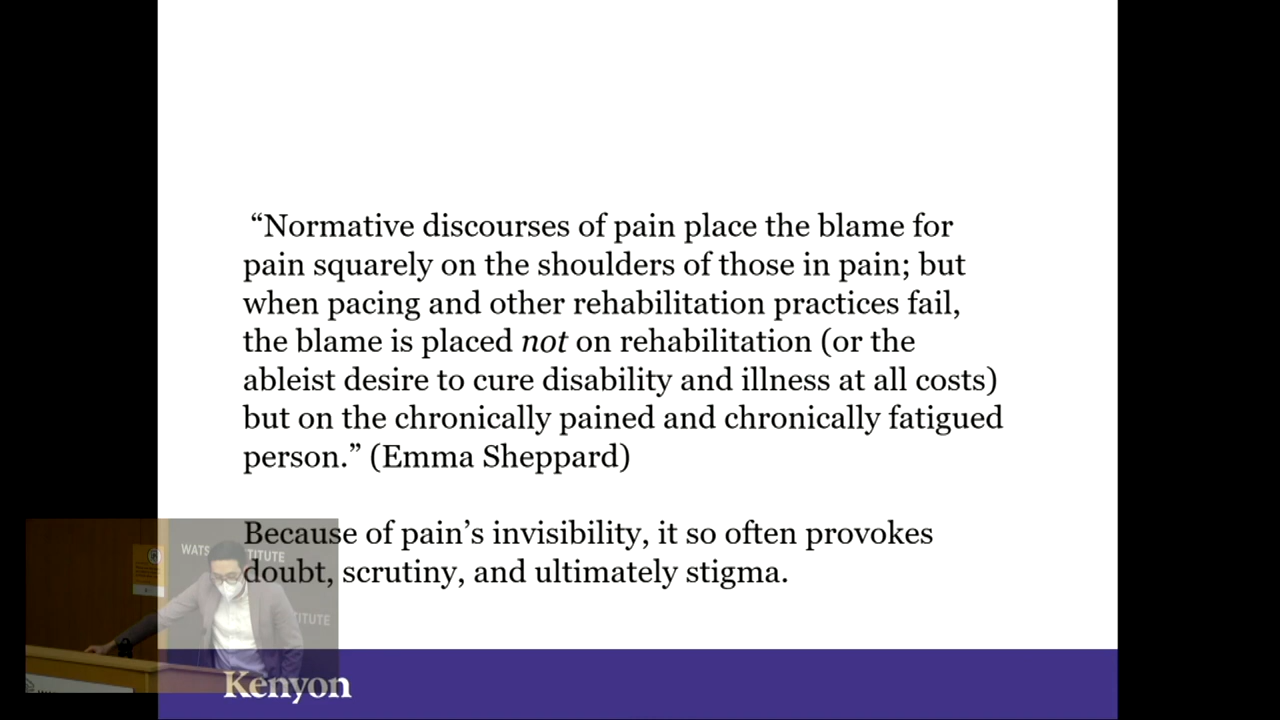 “Normative discourses of pain place the blame for
pain squarely on the shoulders of those in pain; but
when pacing and other rehabilitation practices fail,
the blame is placed not on rehabilitation (or the
ableist desire to cure disability and illness at all costs)
but on the chronically pained and chronically fatigued
person.” (Emma Sheppard)
Because of pain’s invisibility, it so often provokes
doubt, scrutiny, and ultimately stigma.
Kenyon